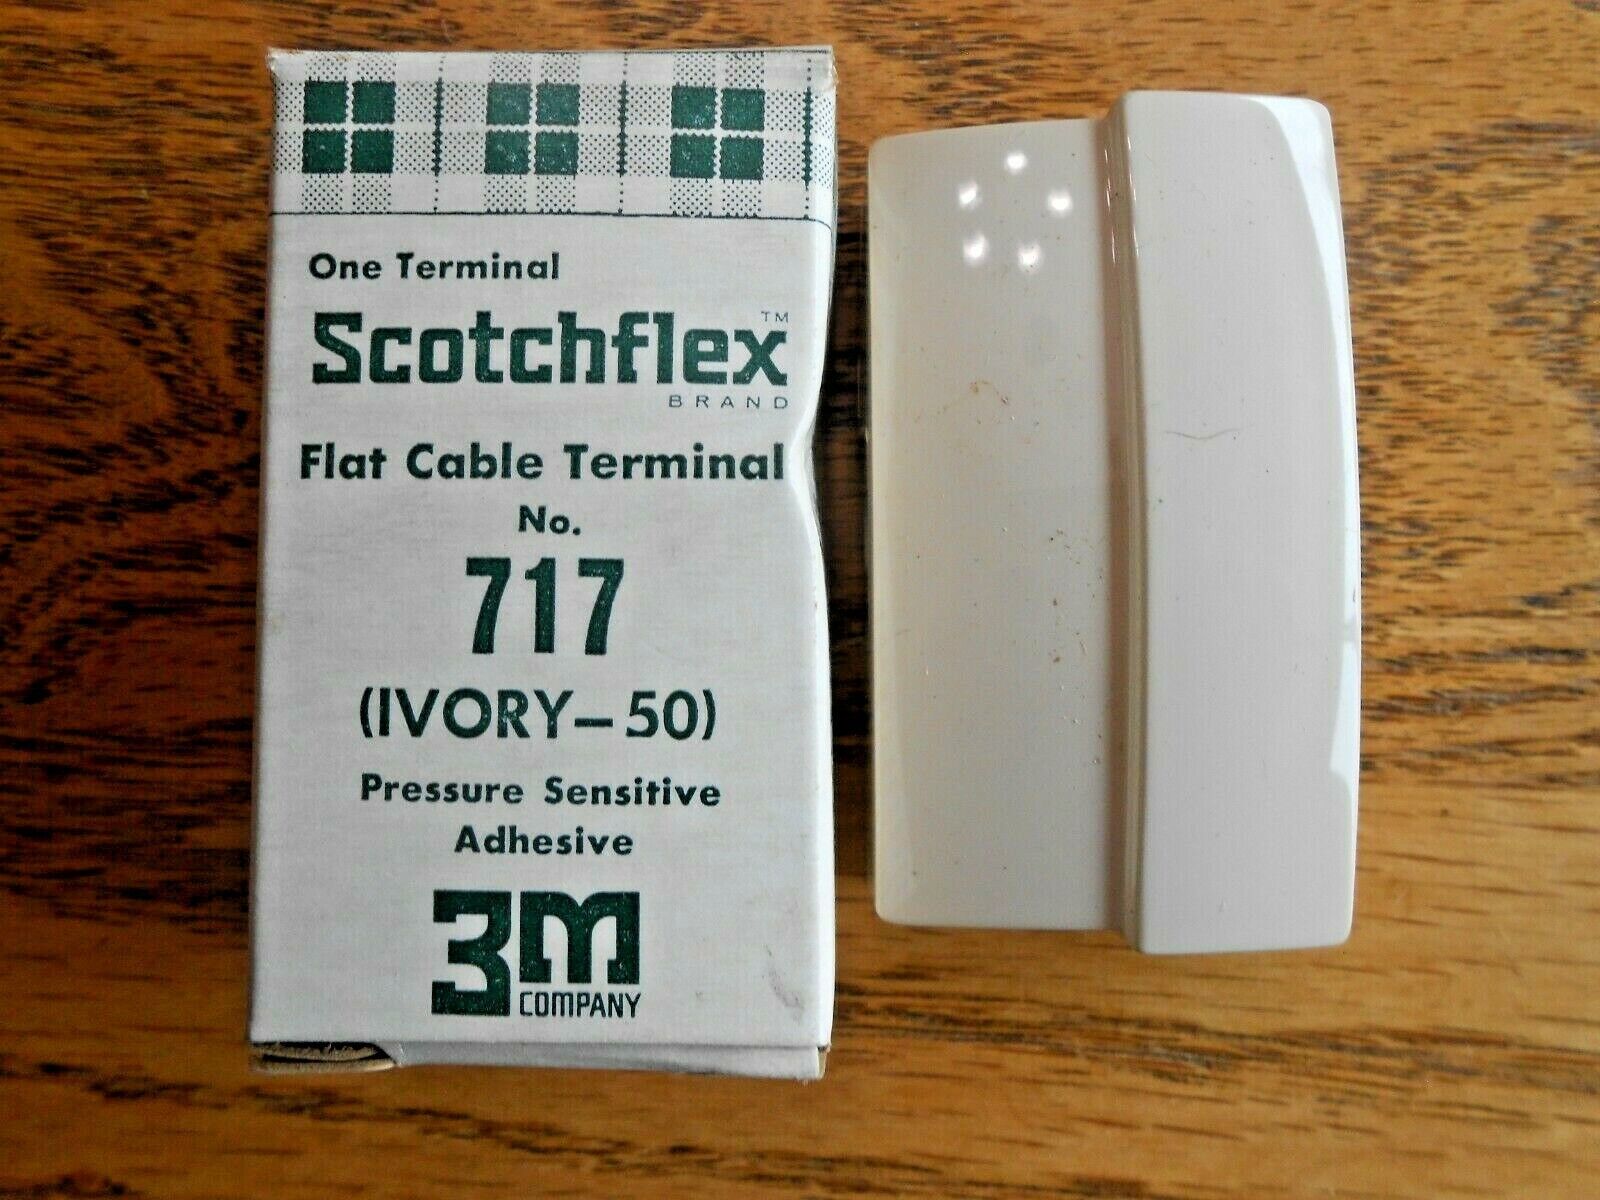 One Terminal
Scotchflex™
BRAND
Flat Cable Terminal
No.
717
(IVORY–50)
Pressure Sensitive
Adhesive
3M
COMPANY